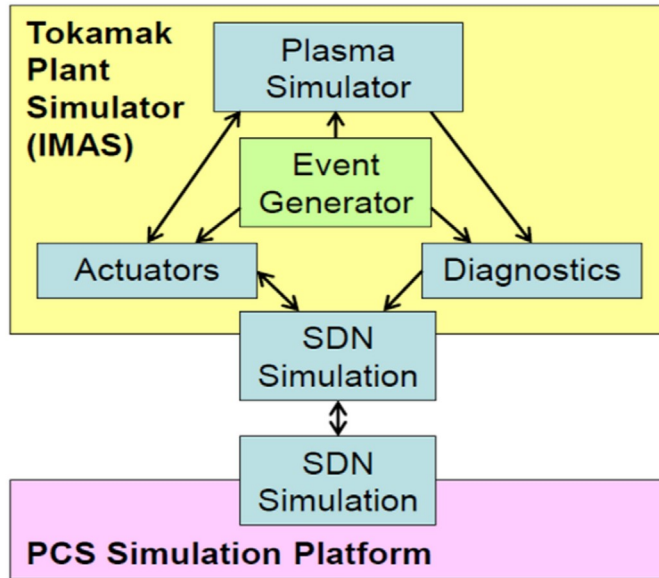 Tokamak
Plant
Simulator
(IMAS)
Plasma
Simulator
Event
Generator
Actuators
Diagnostics
SDN
Simulation
SDN
Simulation
PCS Simulation Platform